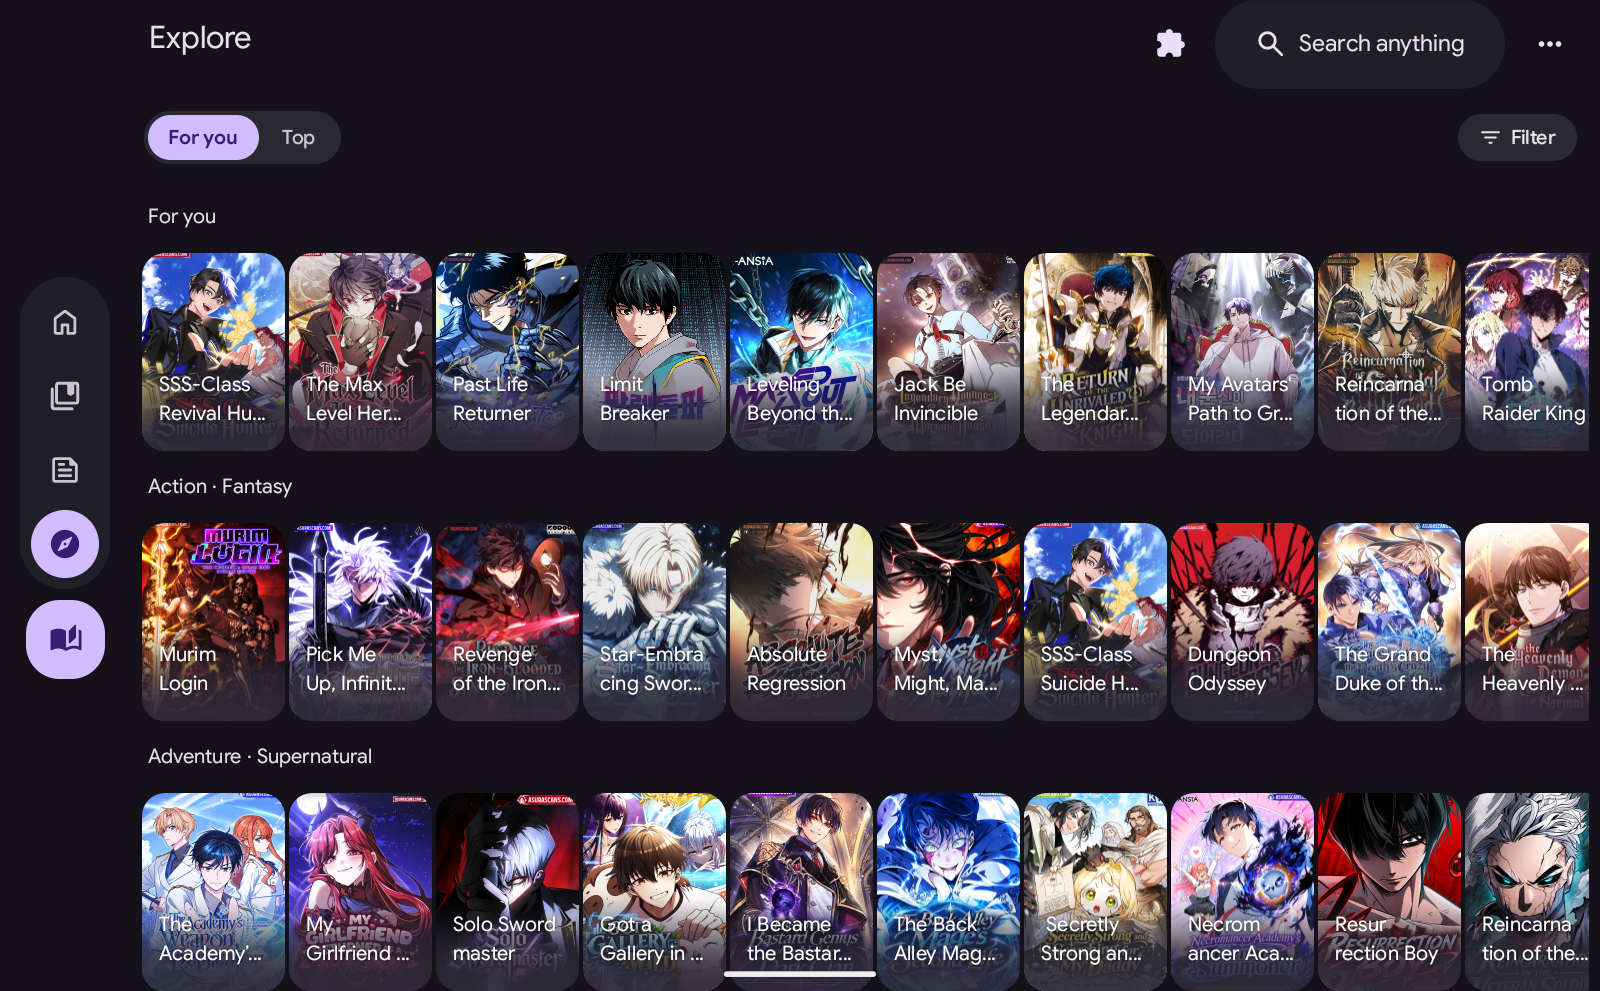 Explore
Search anything
For you
Top
Filter
For you
SSS-Class
Revival Hu...
The Max
Level Her...
Past Life
Returner
Limit
Breaker
Leveling
Beyond th...
Jack Be
Invincible
The
Legendar...
My Avatars'
Path to Gr...
Reincarna
tion of the...
Tomb
Raider King
Action · Fantasy
MURIM
LOGIN
Murim
Login
Pick Me
Up, Infinit...
Revenge
of the Iron...
Star-Embra
cing Swor...
Absolute
Regression
Myst,
Might, Ma...
SSS-Class
Suicide H...
Dungeon
Odyssey
The Grand
Duke of th...
The
Heavenly ...
Adventure · Supernatural
The
Academy'...
My
Girlfriend ...
Solo Sword
master
Got a
Gallery in ...
I Became
the Bastar...
The Back
Alley Mag...
Secretly
Strong an...
Necrom
ancer Aca...
Resur
rection Boy
Reincarna
tion of the...